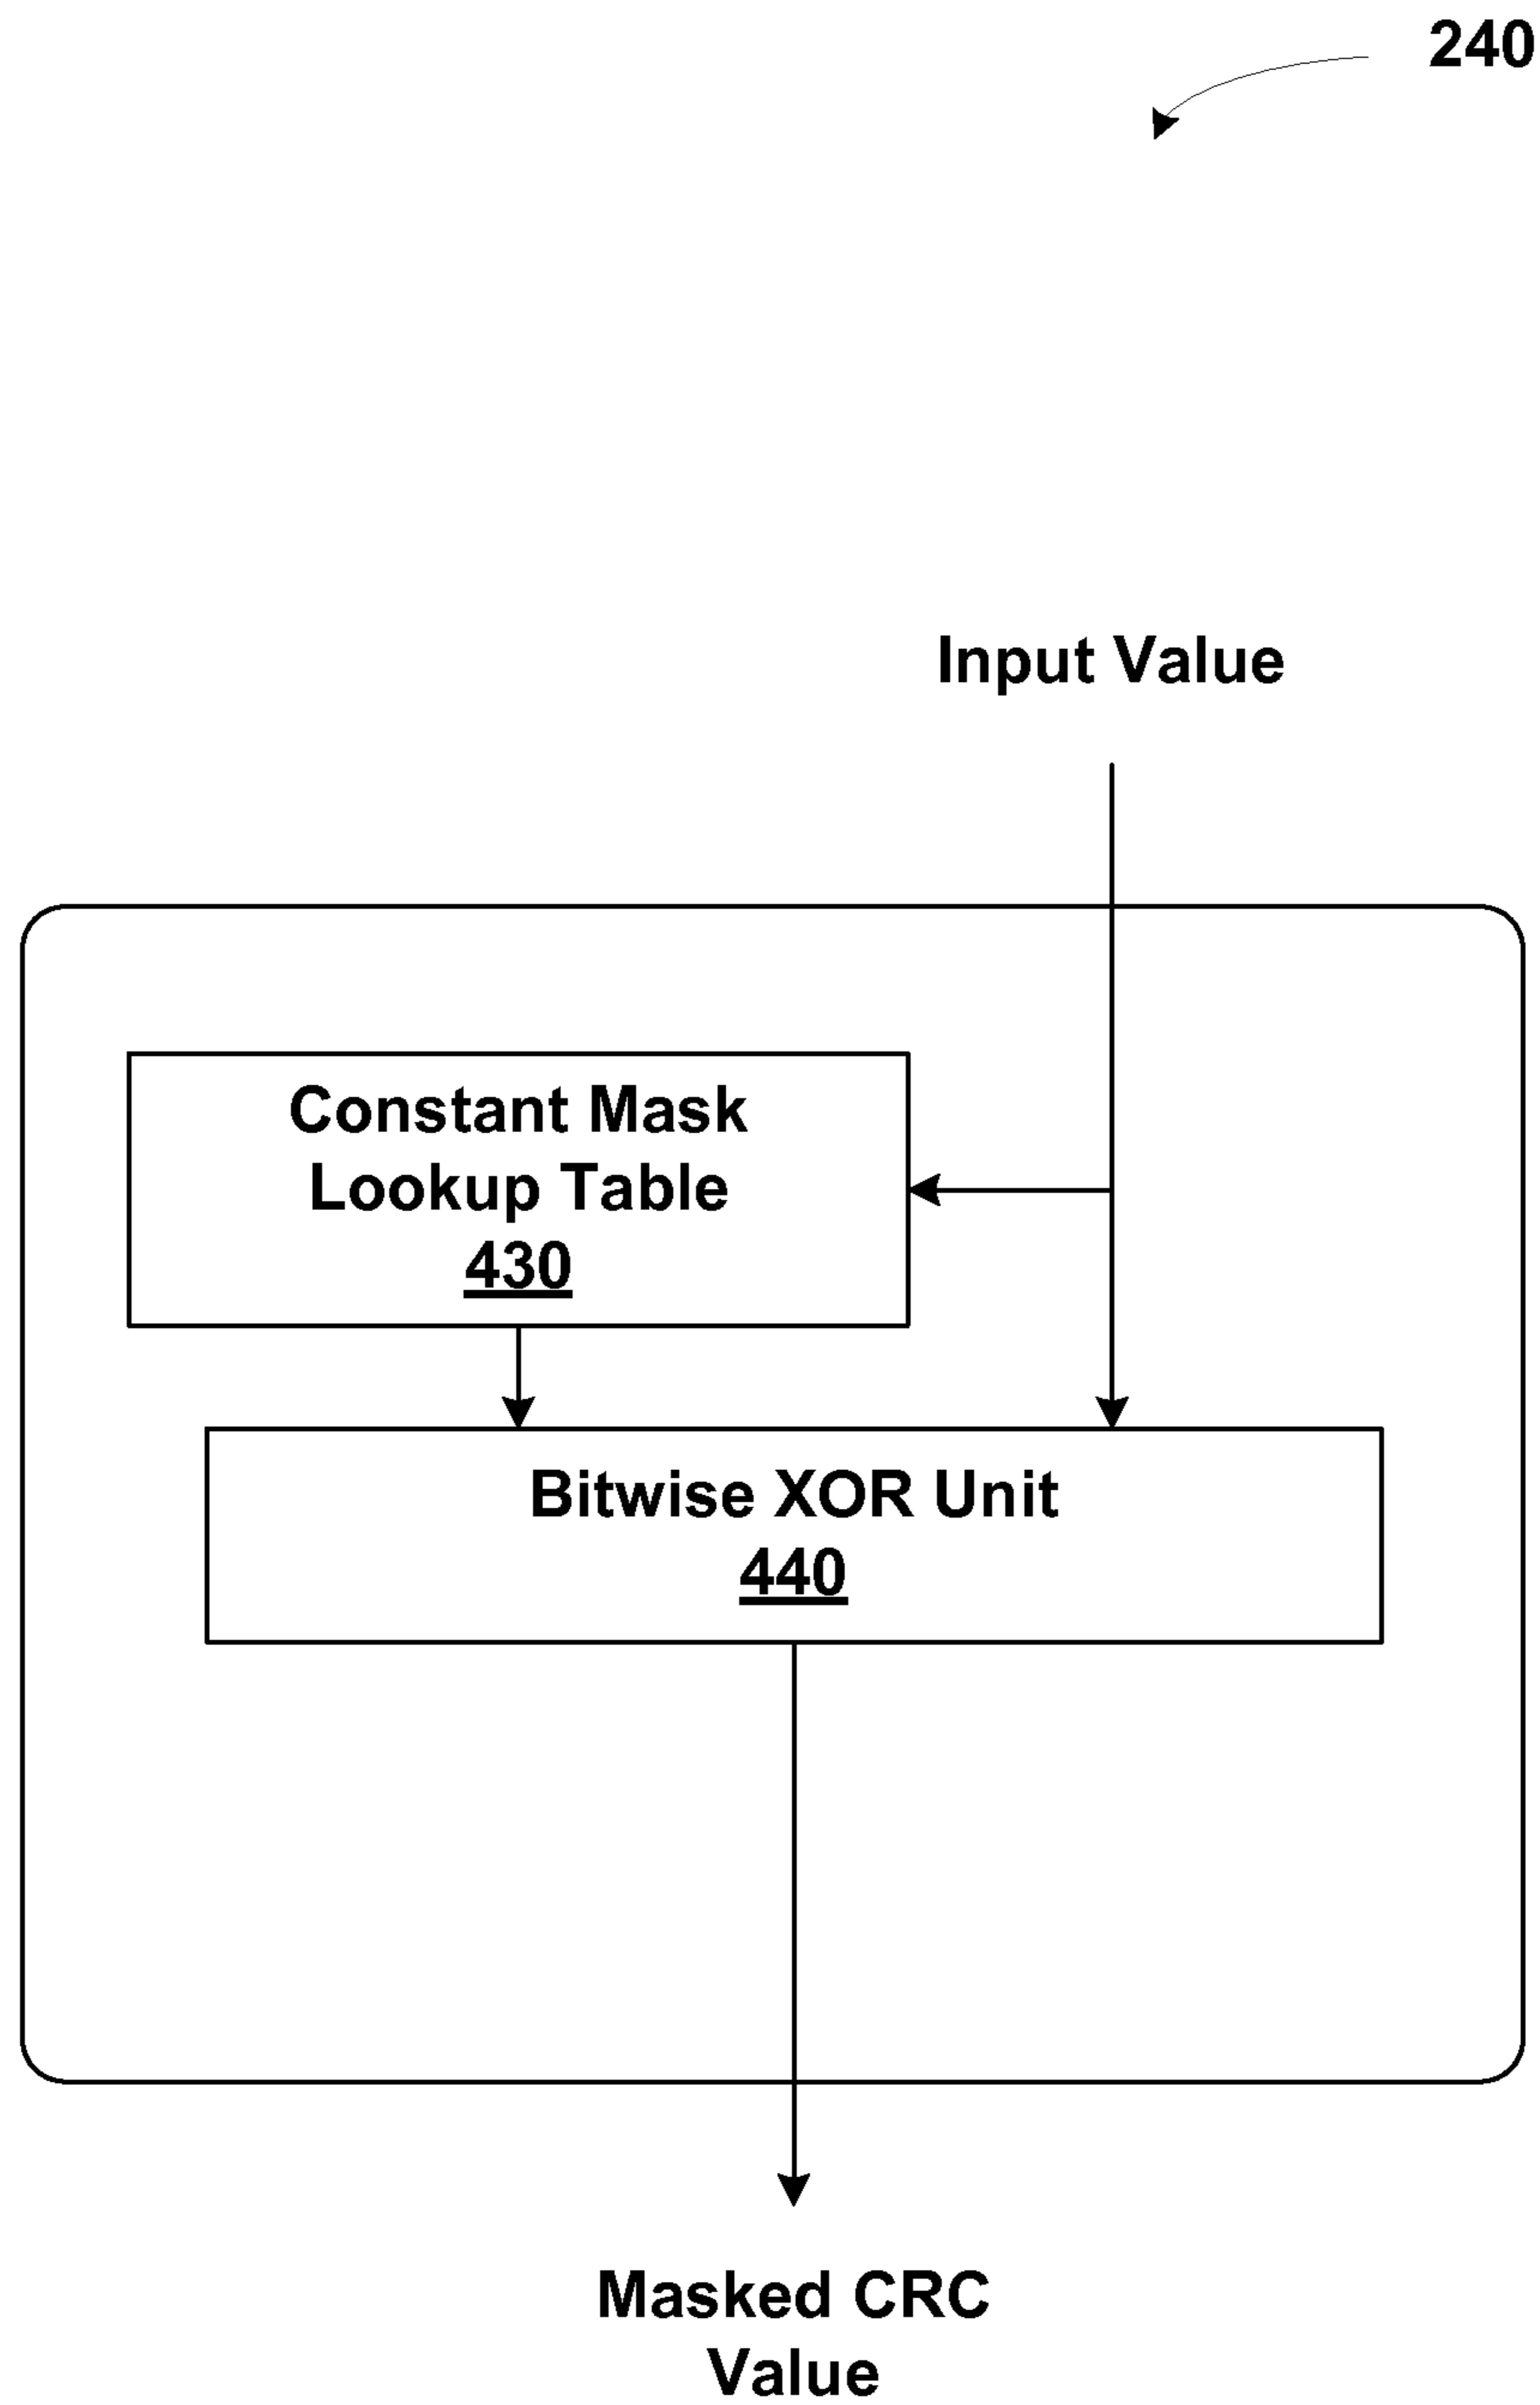 240
Input Value
Constant Mask
Lookup Table
430
Bitwise XOR Unit
440
Masked CRC
Value